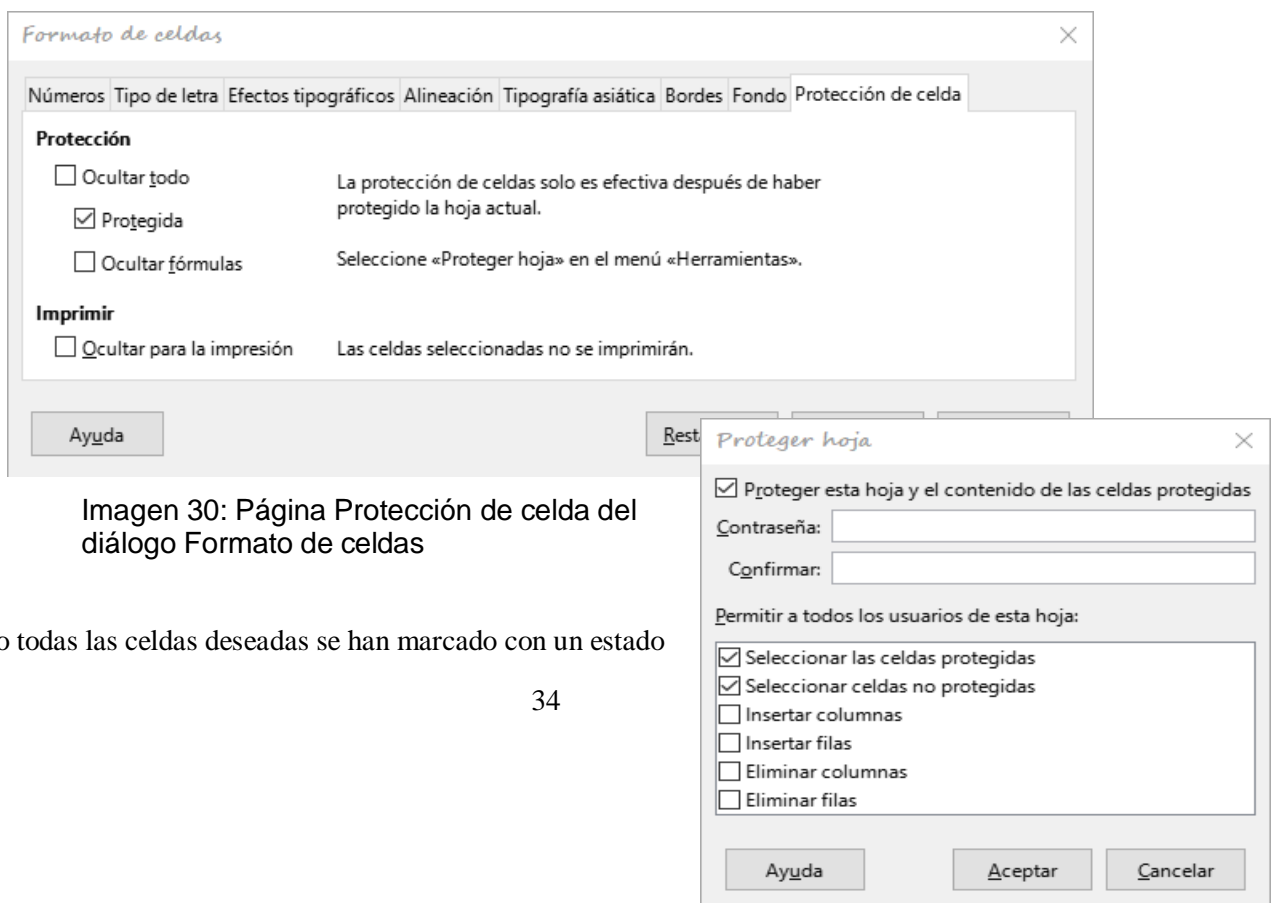 Formato de celdas
Números Tipo de letra Efectos tipográficos Alineación Tipografía asiática Bordes Fondo Protección de celda
Protección
Ocultar todo
Protegida
Ocultar fórmulas
La protección de celdas solo es efectiva después de haber
protegido la hoja actual.
Seleccione «Proteger hoja» en el menú «Herramientas».
Imprimir
Ocultar para la impresión
Las celdas seleccionadas no se imprimirán.
Ayuda
Imagen 30: Página Protección de celda del
diálogo Formato de celdas
o todas las celdas deseadas se han marcado con un estado
34
Proteger hoja
Proteger esta hoja y el contenido de las celdas protegidas
Contraseña:
Confirmar:
Permitir a todos los usuarios de esta hoja:
Seleccionar las celdas protegidas
Seleccionar celdas no protegidas
Insertar columnas
Insertar filas
Eliminar columnas
Eliminar filas
Ayuda
Aceptar
Cancelar